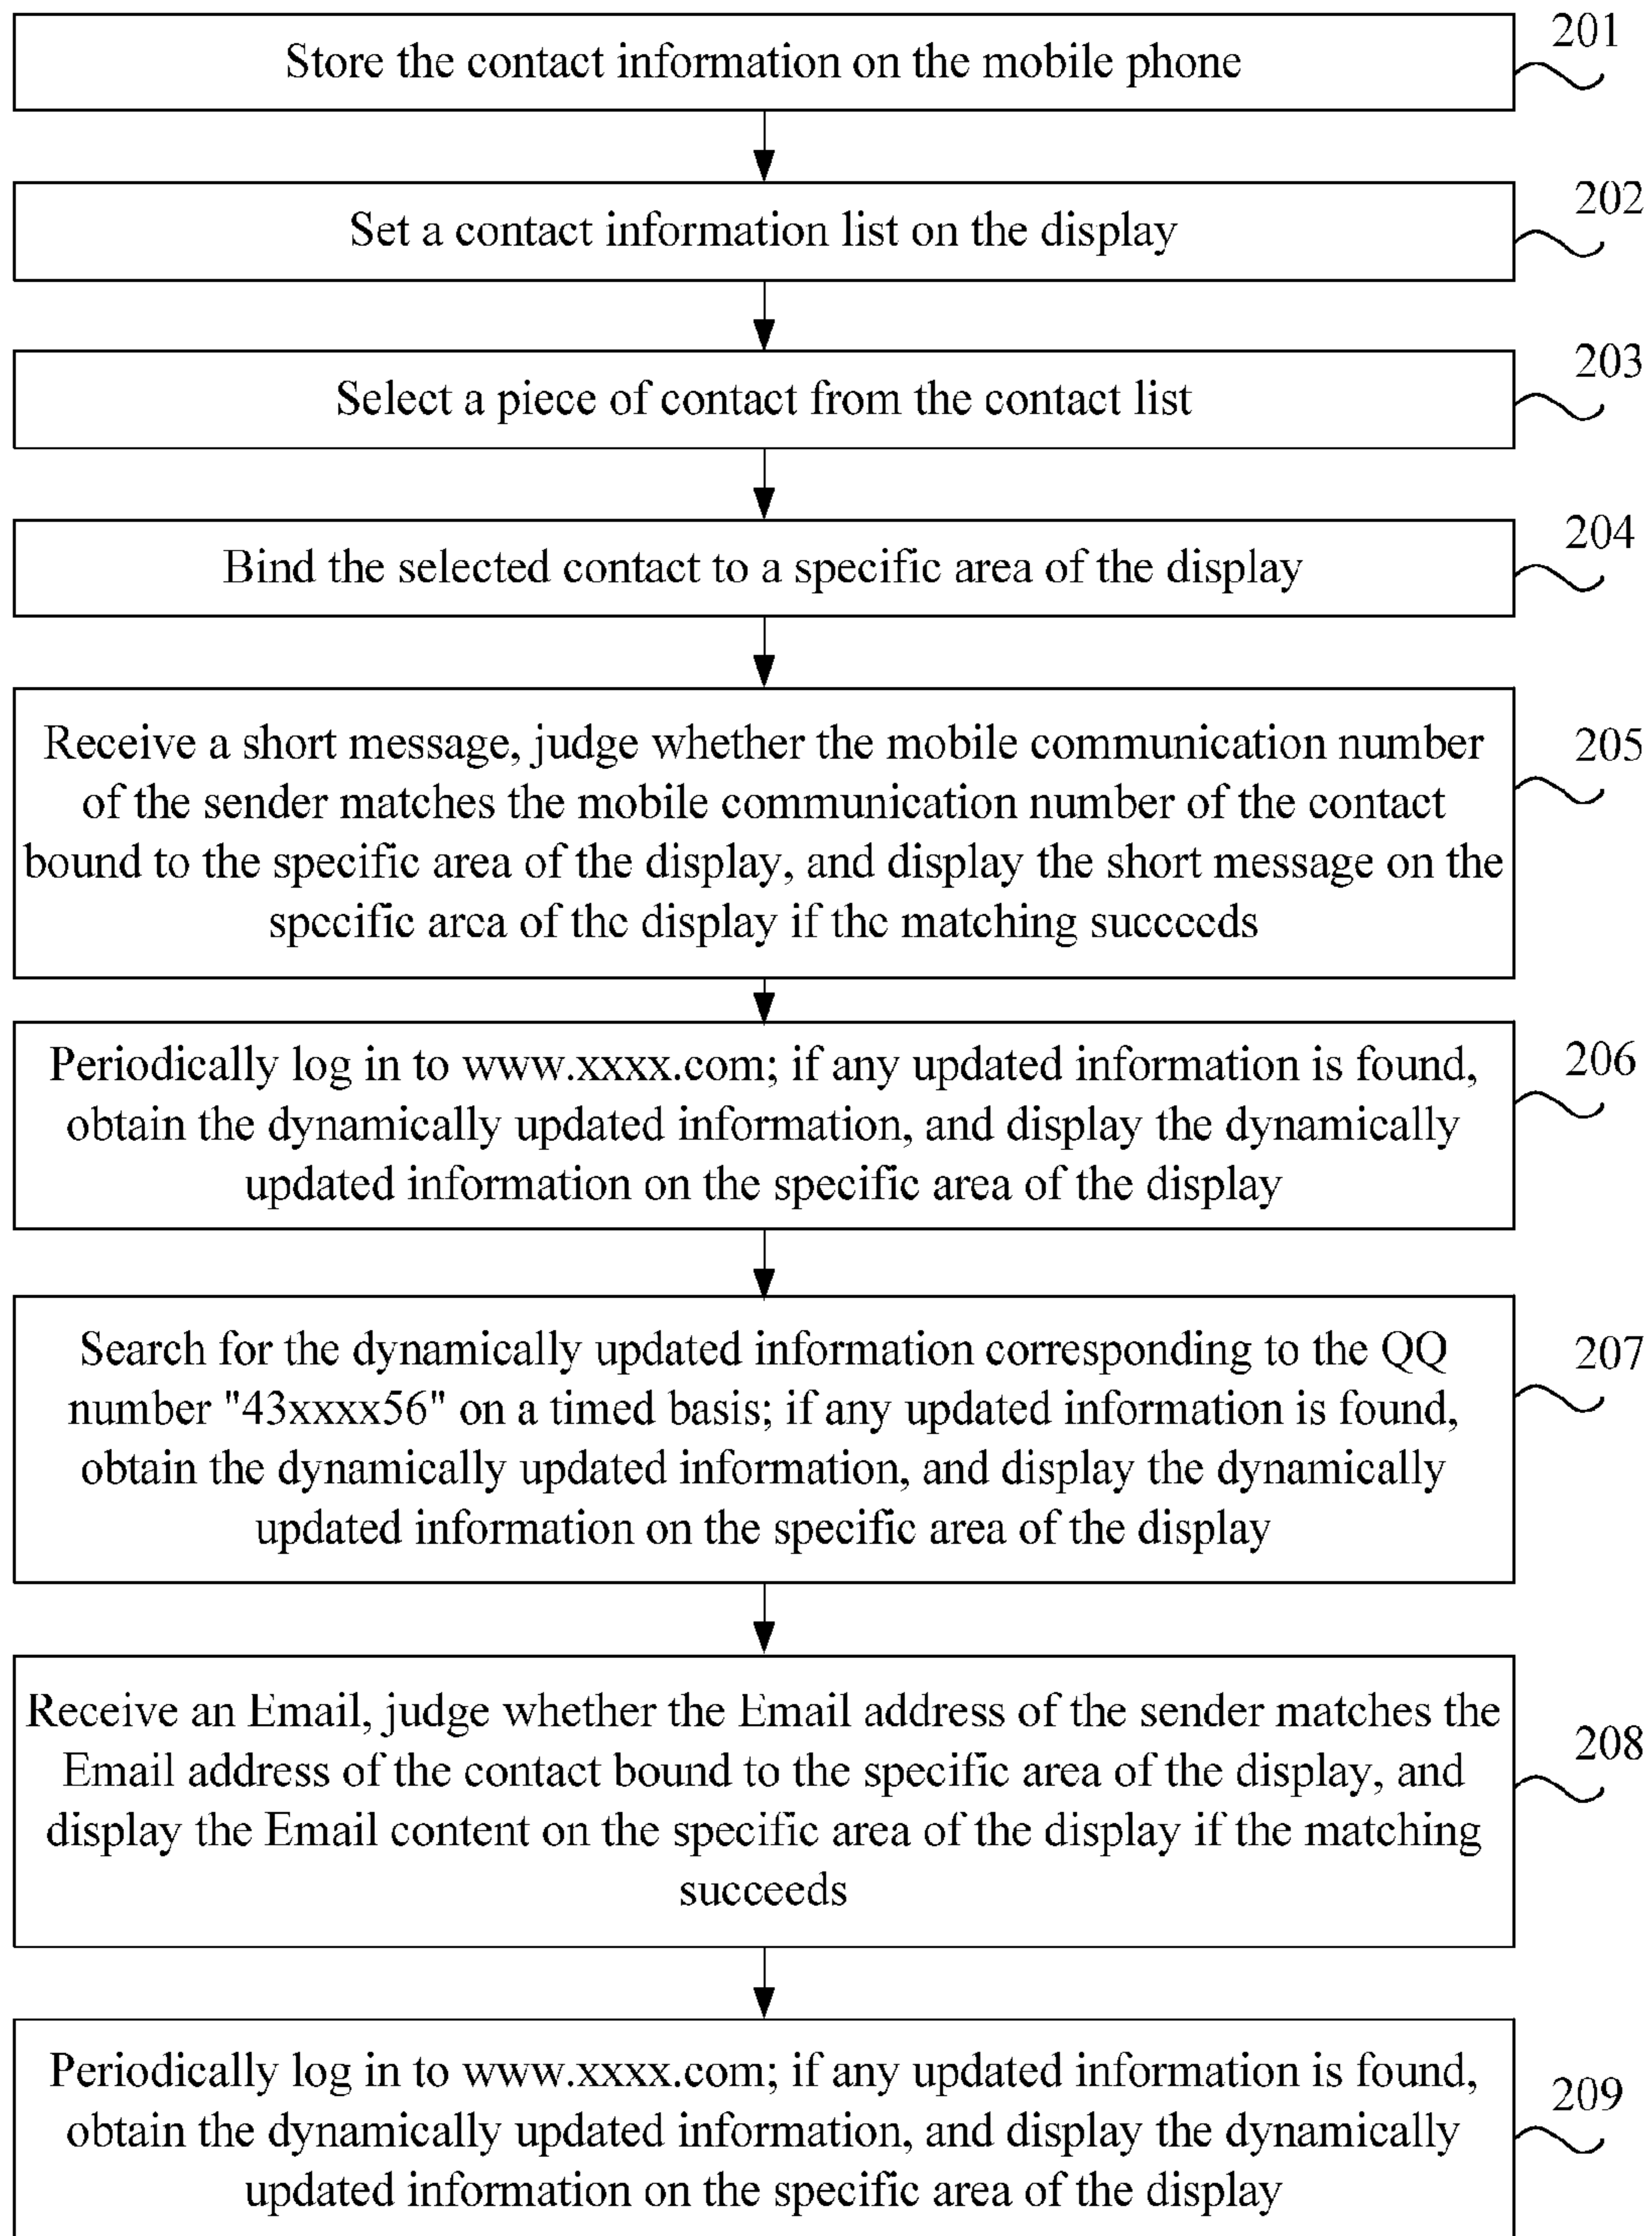 Store the contact information on the mobile phone
201
Set a contact information list on the display
202
Select a piece of contact from the contact list
203
Bind the selected contact to a specific area of the display
204
Receive a short message, judge whether the mobile communication number
of the sender matches the mobile communication number of the contact
bound to the specific area of the display, and display the short message on the
specific area of the display if the matching succeeds
205
Periodically log in to www.xxxx.com; if any updated information is found,
obtain the dynamically updated information, and display the dynamically
updated information on the specific area of the display
206
Search for the dynamically updated information corresponding to the QQ
number "43xxxx56" on a timed basis; if any updated information is found,
obtain the dynamically updated information, and display the dynamically
updated information on the specific area of the display
207
Receive an Email, judge whether the Email address of the sender matches the
Email address of the contact bound to the specific area of the display, and
display the Email content on the specific area of the display if the matching
succeeds
208
Periodically log in to www.xxxx.com; if any updated information is found,
obtain the dynamically updated information, and display the dynamically
updated information on the specific area of the display
209